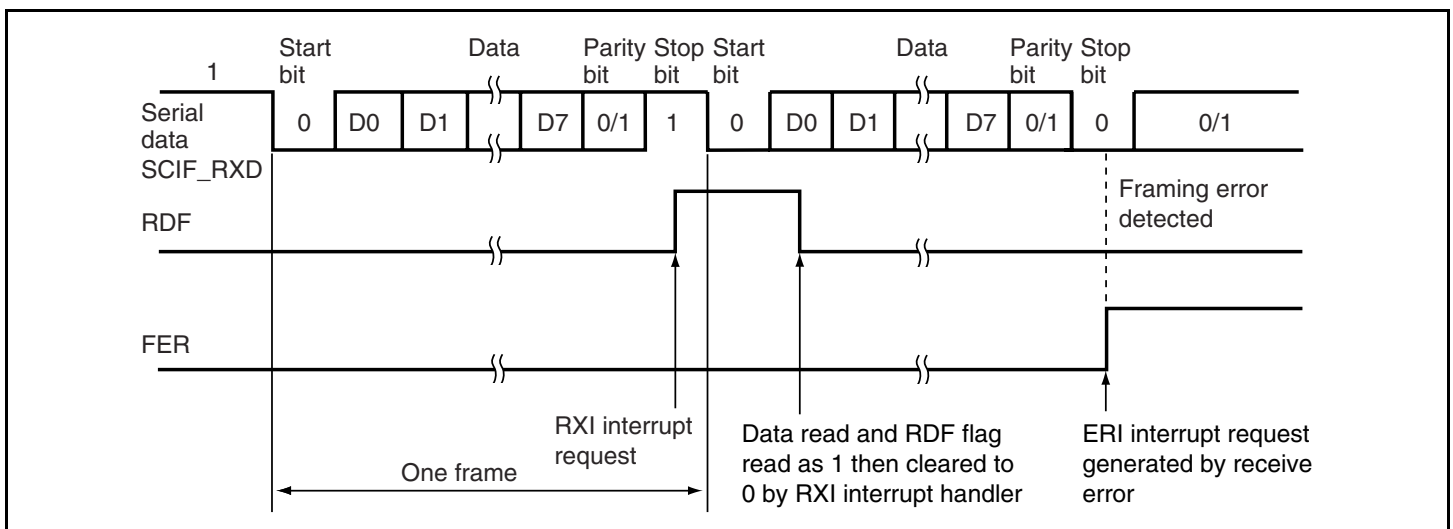 Start bit
Data
Parity bit
Stop bit
Start bit
Data
Parity bit
Stop bit
1
Serial data SCIF_RXD
0 D0 D1 D7 0/1 1 0 D0 D1 D7 0/1 0 0/1
Framing error
detected
RDF
FER
RXI interrupt
request
Data read and RDF flag
read as 1 then cleared to
0 by RXI interrupt handler
ERI interrupt request
generated by receive
error
One frame